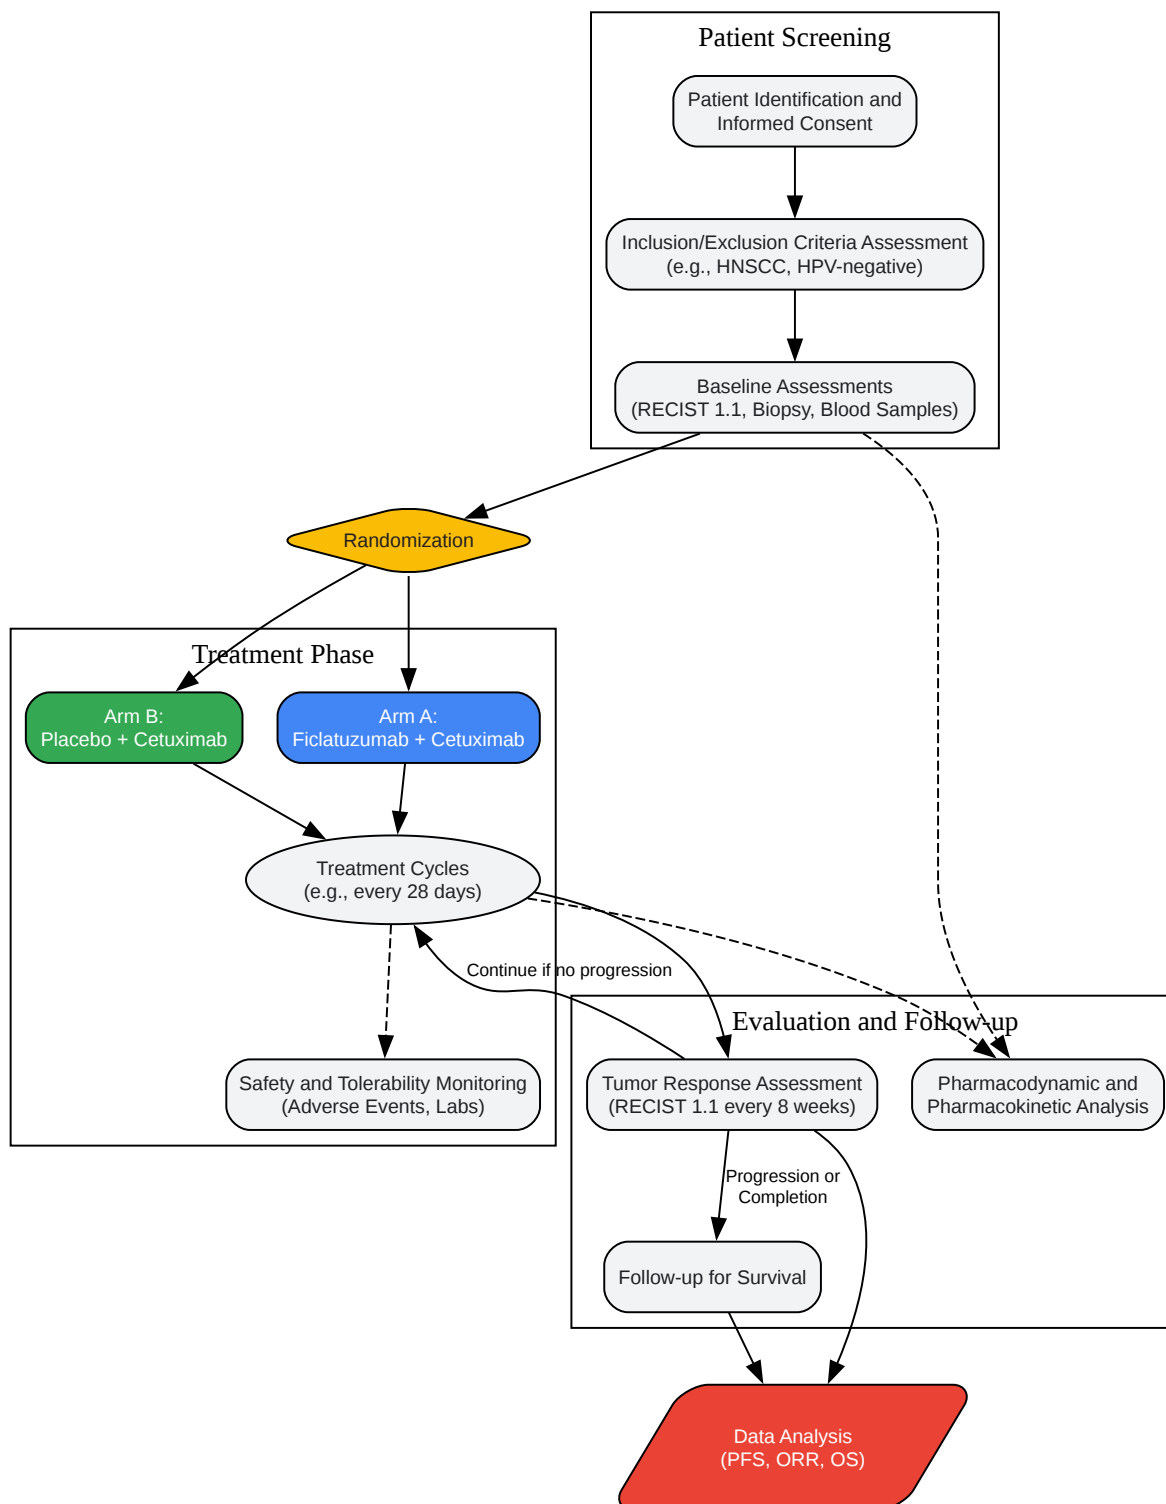 Patient Screening
Patient Identification and
Informed Consent
Inclusion/Exclusion Criteria Assessment
(e.g., HNSCC, HPV-negative)
Baseline Assessments
(RECIST 1.1, Biopsy, Blood Samples)
Randomization
Treatment Phase
Arm B:
Placebo + Cetuximab
Arm A:
Ficlatuzumab + Cetuximab
Treatment Cycles
(e.g., every 28 days)
Continue if no progression
Evaluation and Follow-up
Safety and Tolerability Monitoring
(Adverse Events, Labs)
Tumor Response Assessment
(RECIST 1.1 every 8 weeks)
Pharmacodynamic and
Pharmacokinetic Analysis
Progression or
Completion
Follow-up for Survival
Data Analysis
(PFS, ORR, OS)